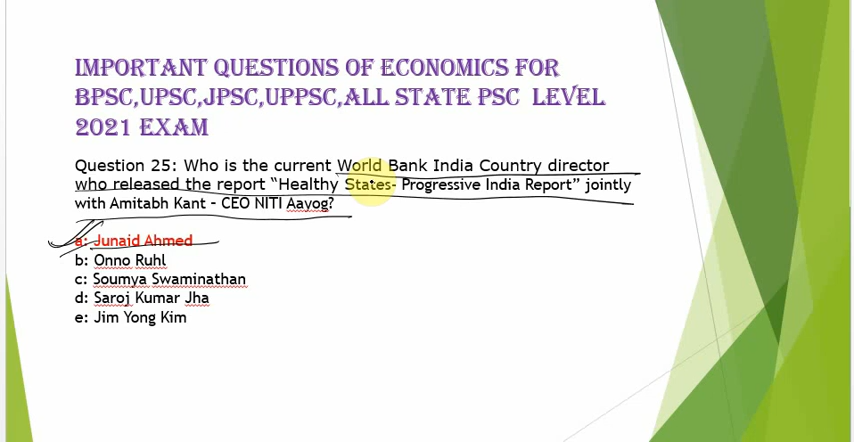 IMPORTANT QUESTIONS OF ECONOMICS FOR
BPSC,UPSC,JPSC,UPPSC,ALL STATE PSC LEVEL
2021 EXAM
Question 25: Who is the current World Bank India Country director
who released the report “Healthy States- Progressive India Report” jointly
with Amitabh Kant - CEO NITI Aayog?
a: Junaid Ahmed
b: Onno Ruhl
c: Soumya Swaminathan
d: Saroj Kumar Jha
e: Jim Yong Kim